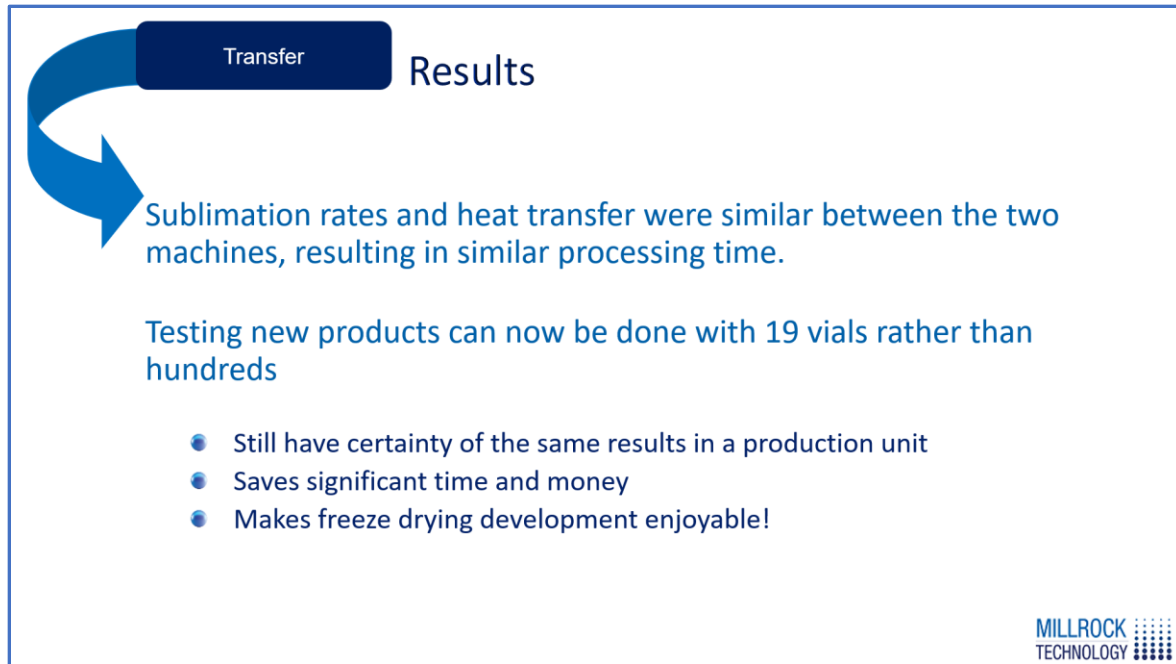 Transfer
Results
Sublimation rates and heat transfer were similar between the two
machines, resulting in similar processing time.
Testing new products can now be done with 19 vials rather than
hundreds
Still have certainty of the same results in a production unit
Saves significant time and money
Makes freeze drying development enjoyable!
MILLROCK
TECHNOLOGY